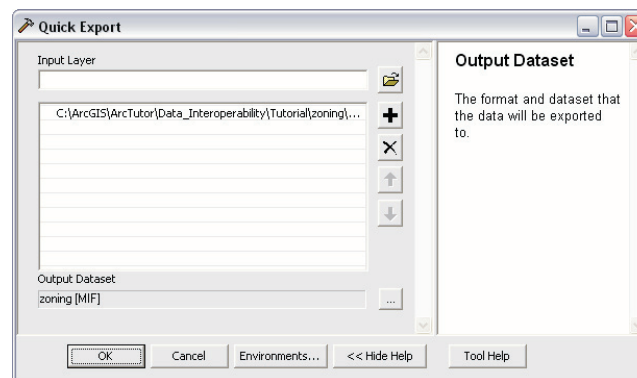 Quick Export
Input Layer
C:\ArcGIS\ArcTutor\Data_Interoperability\Tutorial\zoning\...
Output Dataset
zoning [MIF]
...
OK
Cancel
Environments...
<< Hide Help
Output Dataset
The format and dataset that
the data will be exported
to.
Tool Help